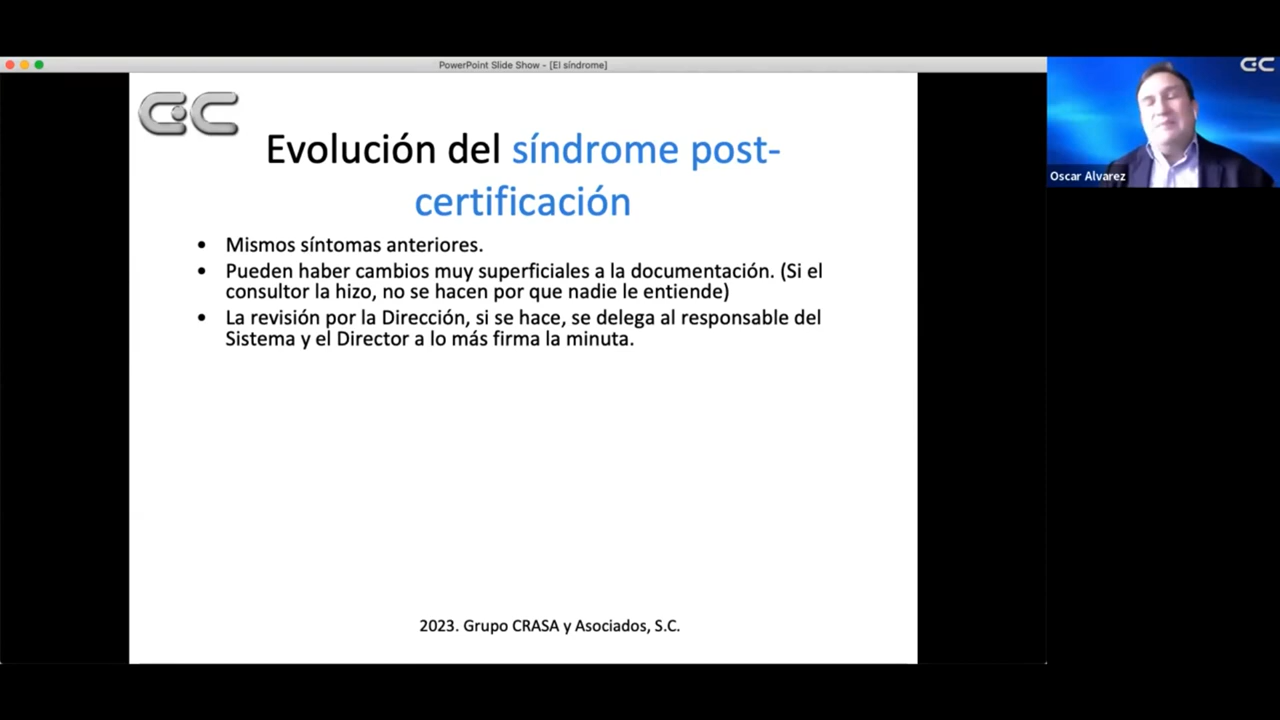 PowerPoint Slide Show - [El síndrome]
GC
GC
Evolución del síndrome post-
certificación
Oscar Alvarez
• Mismos síntomas anteriores.
• Pueden haber cambios muy superficiales a la documentación. (Si el
consultor la hizo, no se hacen por que nadie le entiende)
• La revisión por la Dirección, si se hace, se delega al responsable del
Sistema y el Director a lo más firma la minuta.
2023. Grupo CRASA y Asociados, S.C.